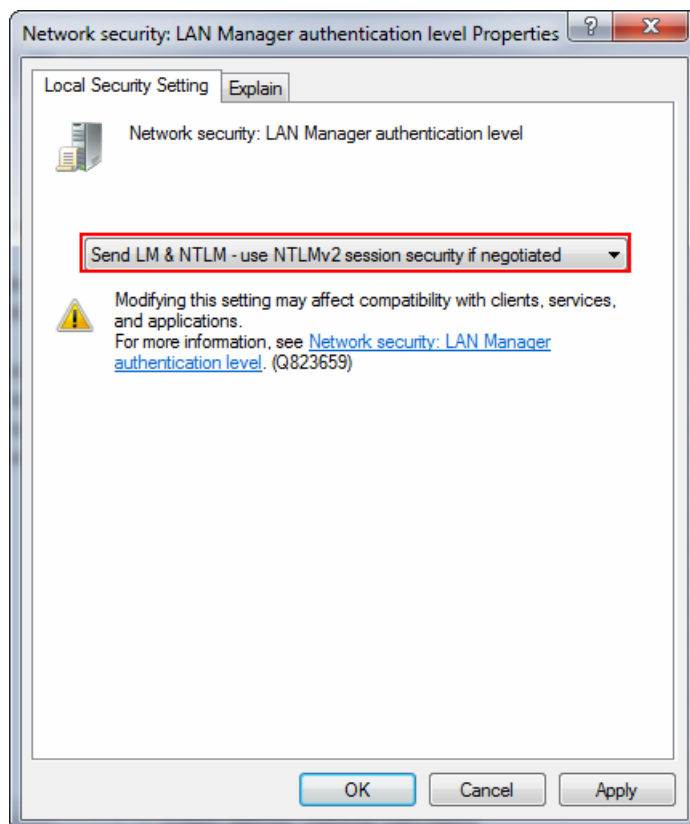 Network security: LAN Manager authentication level Properties
Local Security Setting
Explain
Network security: LAN Manager authentication level
Send LM & NTLM - use NTLMv2 session security if negotiated
Modifying this setting may affect compatibility with clients, services,
and applications.
For more information, see Network security: LAN Manager
authentication level. (Q823659)
OK
Cancel
Apply